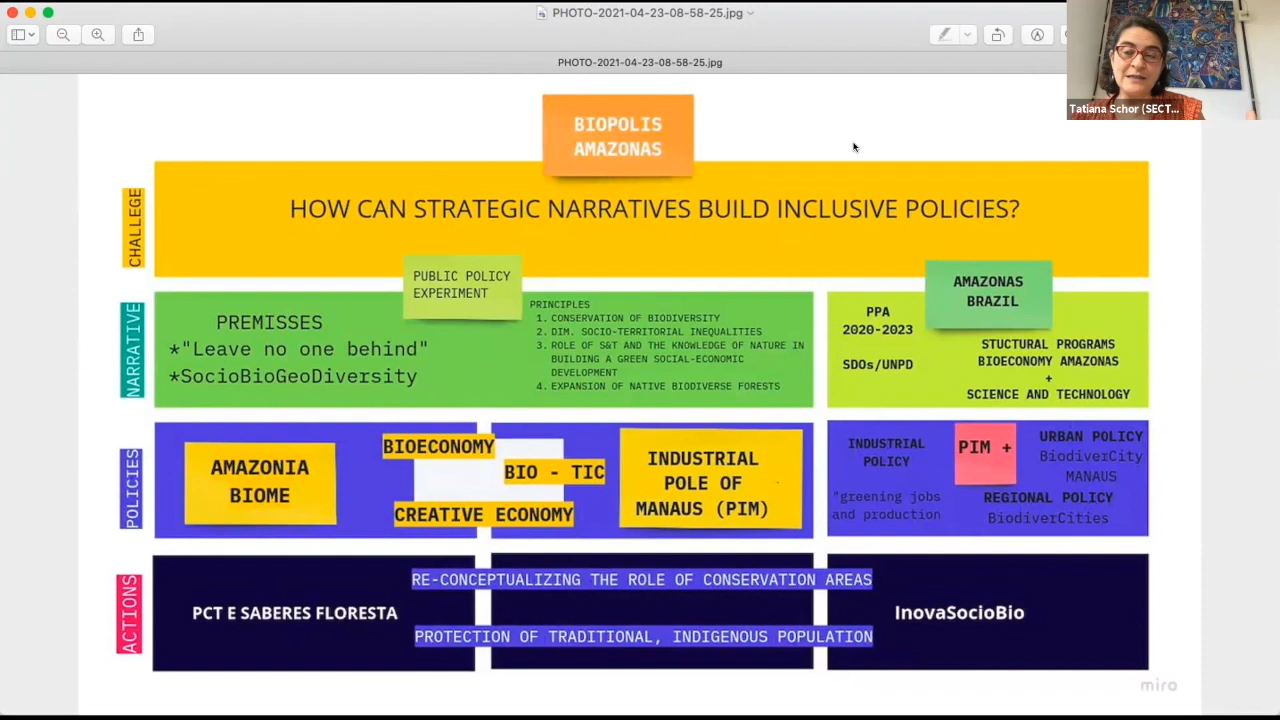 PHOTO-2021-04-23-08-58-25.jpg
PHOTO-2021-04-23-08-58-25.jpg
Tatiana Schor (SECT...
BIOPOLIS
AMAZONAS
CHALLEGE
HOW CAN STRATEGIC NARRATIVES BUILD INCLUSIVE POLICIES?
PUBLIC POLICY
EXPERIMENT
AMAZONAS
BRAZIL
NARRATIVE
PREMISSES
*"Leave no one behind"
*SocioBioGeoDiversity
PRINCIPLES
1. CONSERVATION OF BIODIVERSITY
2. DIM. SOCIO-TERRITORIAL INEQUALITIES
3. ROLE OF S&T AND THE KNOWLEDGE OF NATURE IN
BUILDING A GREEN SOCIAL-ECONOMIC
DEVELOPMENT
4. EXPANSION OF NATIVE BIODIVERSE FORESTS
PPA
2020-2023
SDOs/UNPD
STUCTURAL PROGRAMS
BIOECONOMY AMAZONAS
+
SCIENCE AND TECHNOLOGY
POLICIES
AMAZONIA
BIOME
BIOECONOMY
BIO - TIC
CREATIVE ECONOMY
INDUSTRIAL
POLE OF
MANAUS (PIM)
INDUSTRIAL
POLICY
"greening jobs
and production
PIM +
URBAN POLICY
BiodiverCity
MANAUS
REGIONAL POLICY
BiodiverCities
ACTIONS
PCT E SABERES FLORESTA
RE-CONCEPTUALIZING THE ROLE OF CONSERVATION AREAS
PROTECTION OF TRADITIONAL, INDIGENOUS POPULATION
InovaSocioBio
miro